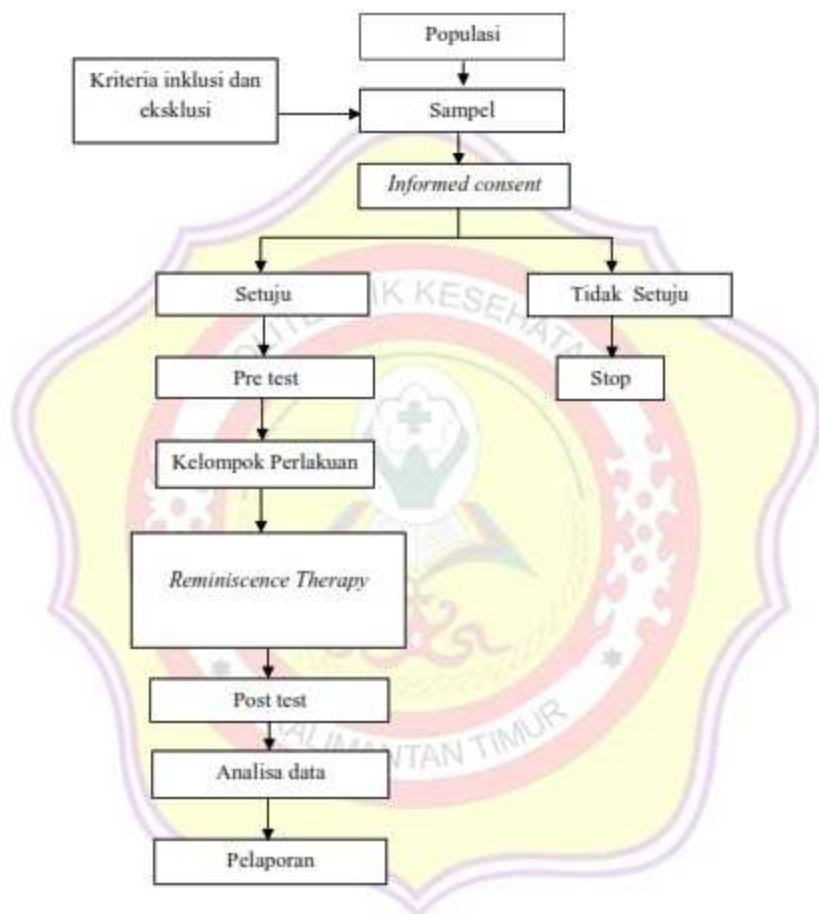 Populasi
Kriteria inklusi dan
eksklusi
Sampel
Informed consent
Setuju
Tidak Setuju
Pre test
Stop
Kelompok Perlakuan
Reminiscence Therapy
Post test
Analisa data
Pelaporan
KESEHATA
KALIMANTAN TIMUR